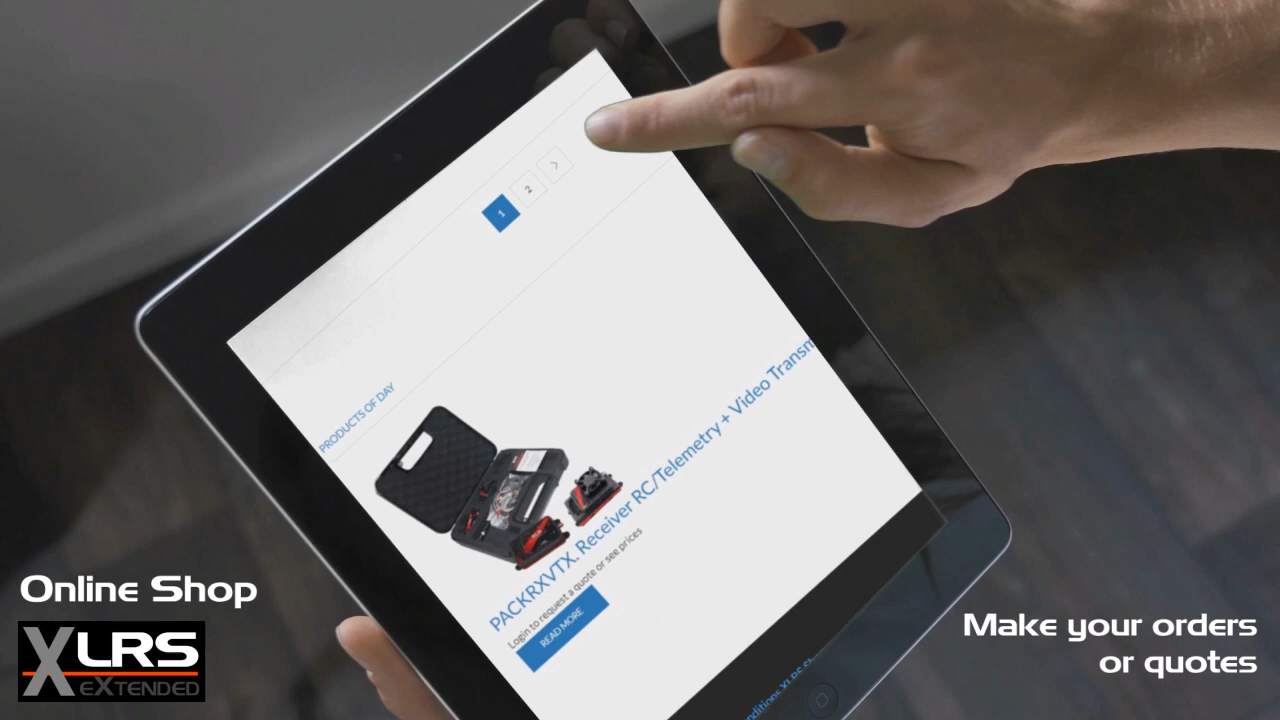 1 2 >
PRODUCTS OF DAY
PACKRXVTX. Receiver RC/Telemetry + Video Transm
Login to request a quote or see prices
READ MORE
Online Shop
XLRS
eXTENDED
Make your orders
or quotes